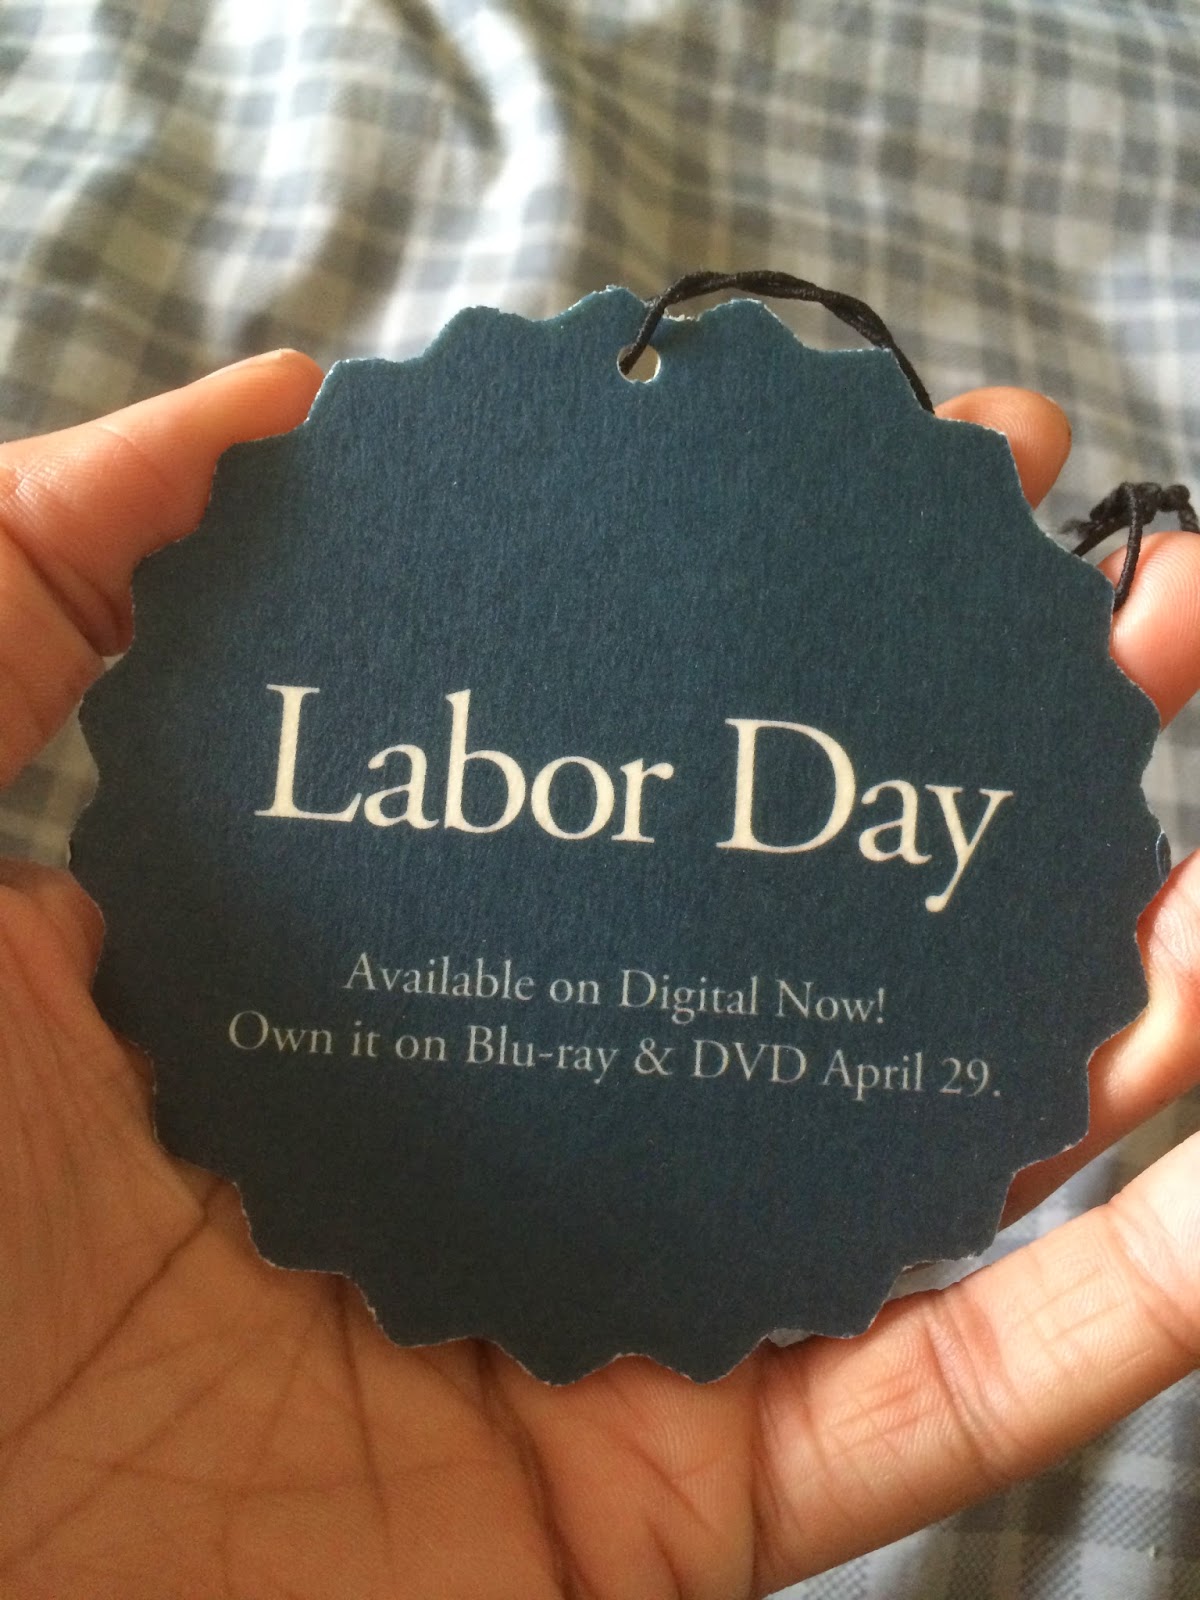 Labor Day
Available on Digital Now!
Own it on Blu-ray & DVD April 29.